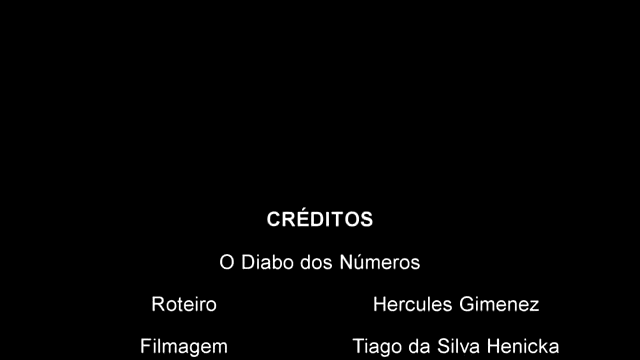 CRÉDITOS
O Diabo dos Números
Roteiro Hercules Gimenez
Filmagem Tiago da Silva Henicka